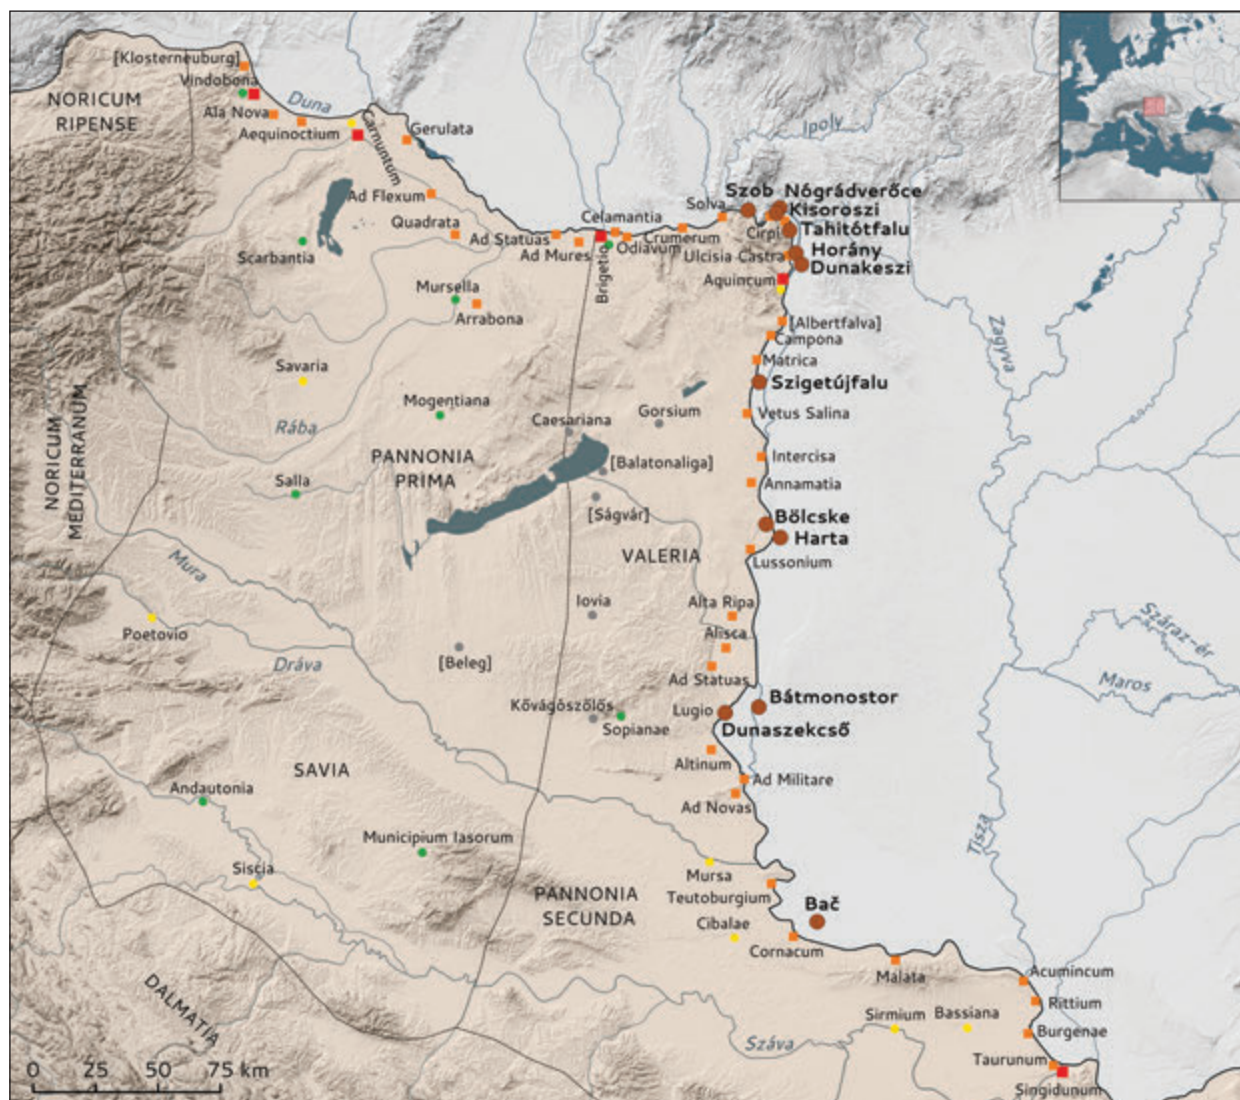 [Klosterneuburg]
Vindobona
NORICUM
RIPENSE
Ala Nova
Duna
Aequinoctium
Carnuntum
Gerulata
Ipoly
Ad Flexum
Quadrata
Scarbantia
Ad Statuas
Ad Mures
Brigetio
Celamantia
Odiavum
Crumerum
Solva
Szob
Nógrádverőce
Kisoroszi
Cirpi
Tahitótfalu
Ulcisia Castra
Horány
Dunakeszi
Aquincum
Mursella
Arrabona
[Albertfalva]
Campona
Matrica
Zagyva
Savaria
Szigetújfalu
NORICUM
MEDITERRANUM
Mogentiana
Caesariana
Gorsium
Vetus Salina
Rába
PANNONIA
PRIMA
[Balatonaliga]
Intercisa
Salla
Annamatia
[Ságvár]
Bölcske
Harta
VALERIA
Lussonium
Mura
Iovia
Alta Ripa
Alisca
Poetovio
Száraz-ér
Dráva
[Beleg]
Ad Statuas
Maros
Kővágószőlős
Sopianae
Lugio
Bátmonostor
Dunaszekcső
SAVIA
Altinum
Ad Militare
Andautonia
Ad Novas
Municipium Iasorum
Tisza
Siscia
Mursa
PANNONIA
SECUNDA
Teutoburgium
Bač
Cibalae
Cornacum
Malata
Acumincum
DALMATIA
Sirmium
Bassiana
Rittium
Burgenae
Száva
Taurunum
Singidunum
0 25 50 75 km